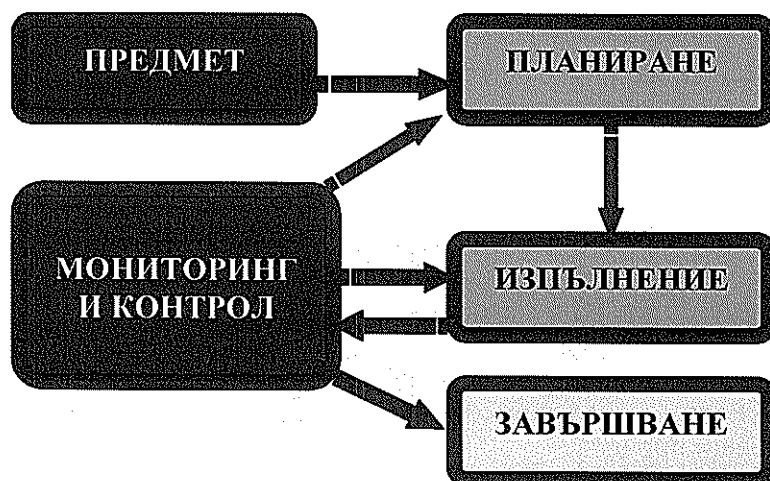 ПРЕДМЕТ
ПЛАНИРАНЕ
МОНИТОРИНГ
И КОНТРОЛ
ИЗПЪЛНЕНИЕ
ЗАВЪРШВАНЕ